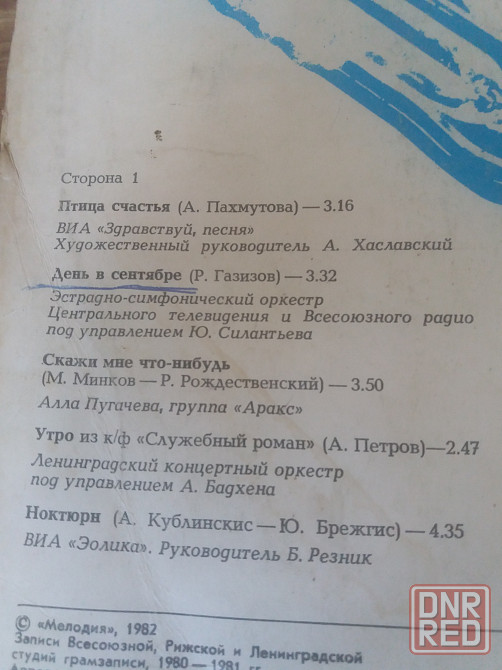 Сторона 1
Птица счастья (А. Пахмутова) — 3.16
ВИА «Здравствуй, песня»
Художественный руководитель А. Хаславский
День в сентябре (Р. Газизов) — 3.32
Эстрадно-симфонический оркестр
Центрального телевидения и Всесоюзного радио
под управлением Ю. Силантьева
Скажи мне что-нибудь
(М. Минков — Р. Рождественский) — 3.50
Алла Пугачева, группа «Аракс»
Утро из к/ф «Служебный роман» (А. Петров)—2.47
Ленинградский концертный оркестр
под управлением А. Бадхена
Ноктюрн (А. Кублинскис — Ю. Брежгис) — 4.35
ВИА «Эолика». Руководитель Б. Резник
© «Мелодия», 1982
Записи Всесоюзной, Рижской и Ленинградской
студий грамзаписи, 1980 — 1981 гг.
DNR
RED